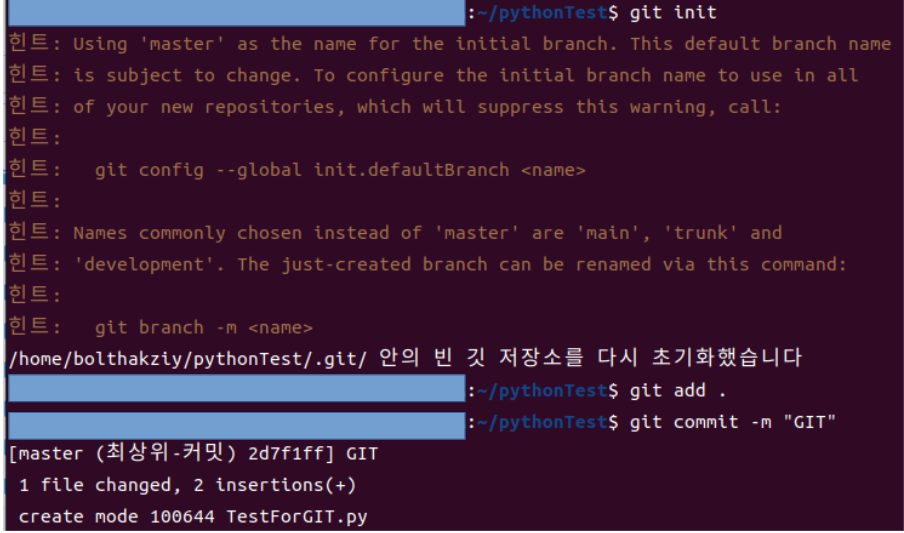 :~/pythonTest$ git init
힌트: Using 'master' as the name for the initial branch. This default branch name
힌트: is subject to change. To configure the initial branch name to use in all
힌트: of your new repositories, which will suppress this warning, call:
힌트:
힌트: git config --global init.defaultBranch <name>
힌트:
힌트: Names commonly chosen instead of 'master' are 'main', 'trunk' and
힌트: 'development'. The just-created branch can be renamed via this command:
힌트:
힌트: git branch -m <name>
/home/bolthakziy/pythonTest/.git/ 안의 빈 깃 저장소를 다시 초기화했습니다
:~/pythonTest$ git add .
:~/pythonTest$ git commit -m "GIT"
[master (최상위-커밋) 2d7f1ff] GIT
1 file changed, 2 insertions(+)
create mode 100644 TestForGIT.py